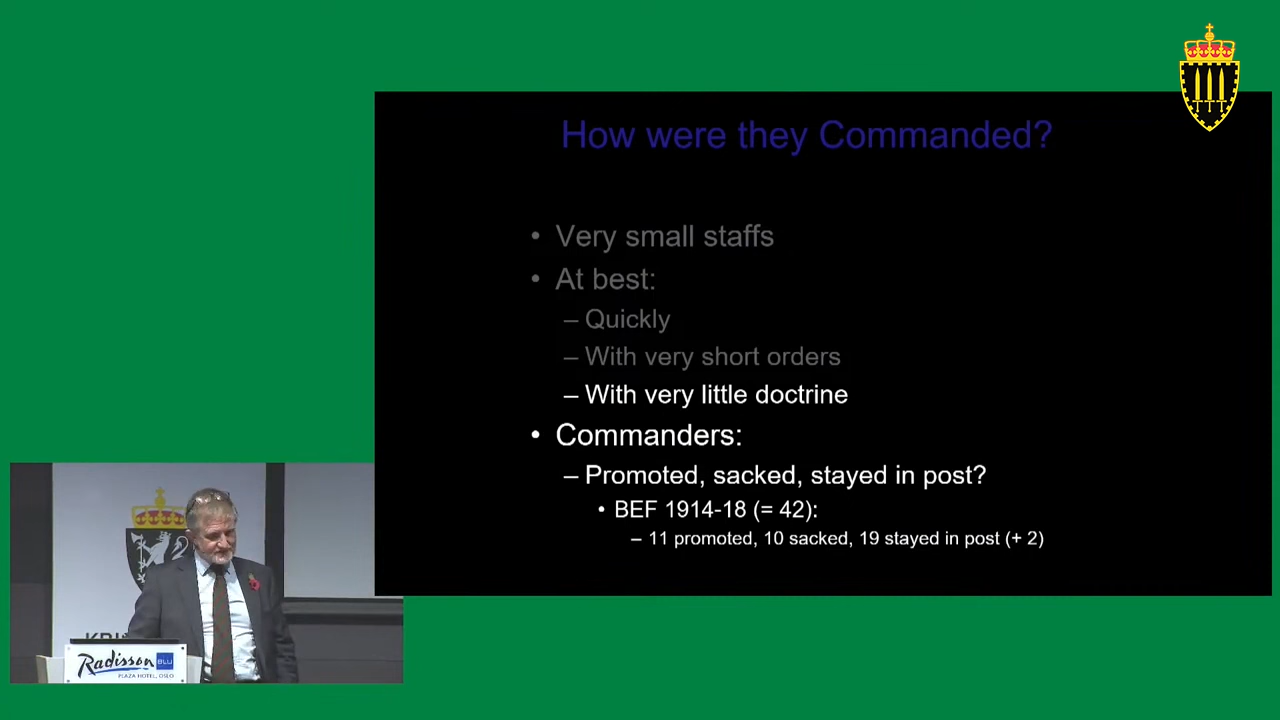 How were they Commanded?
• Very small staffs
• At best:
– Quickly
– With very short orders
– With very little doctrine
• Commanders:
– Promoted, sacked, stayed in post?
• BEF 1914-18 (= 42):
– 11 promoted, 10 sacked, 19 stayed in post (+ 2)
Radisson BLU
PLAZA HOTEL, OSLO